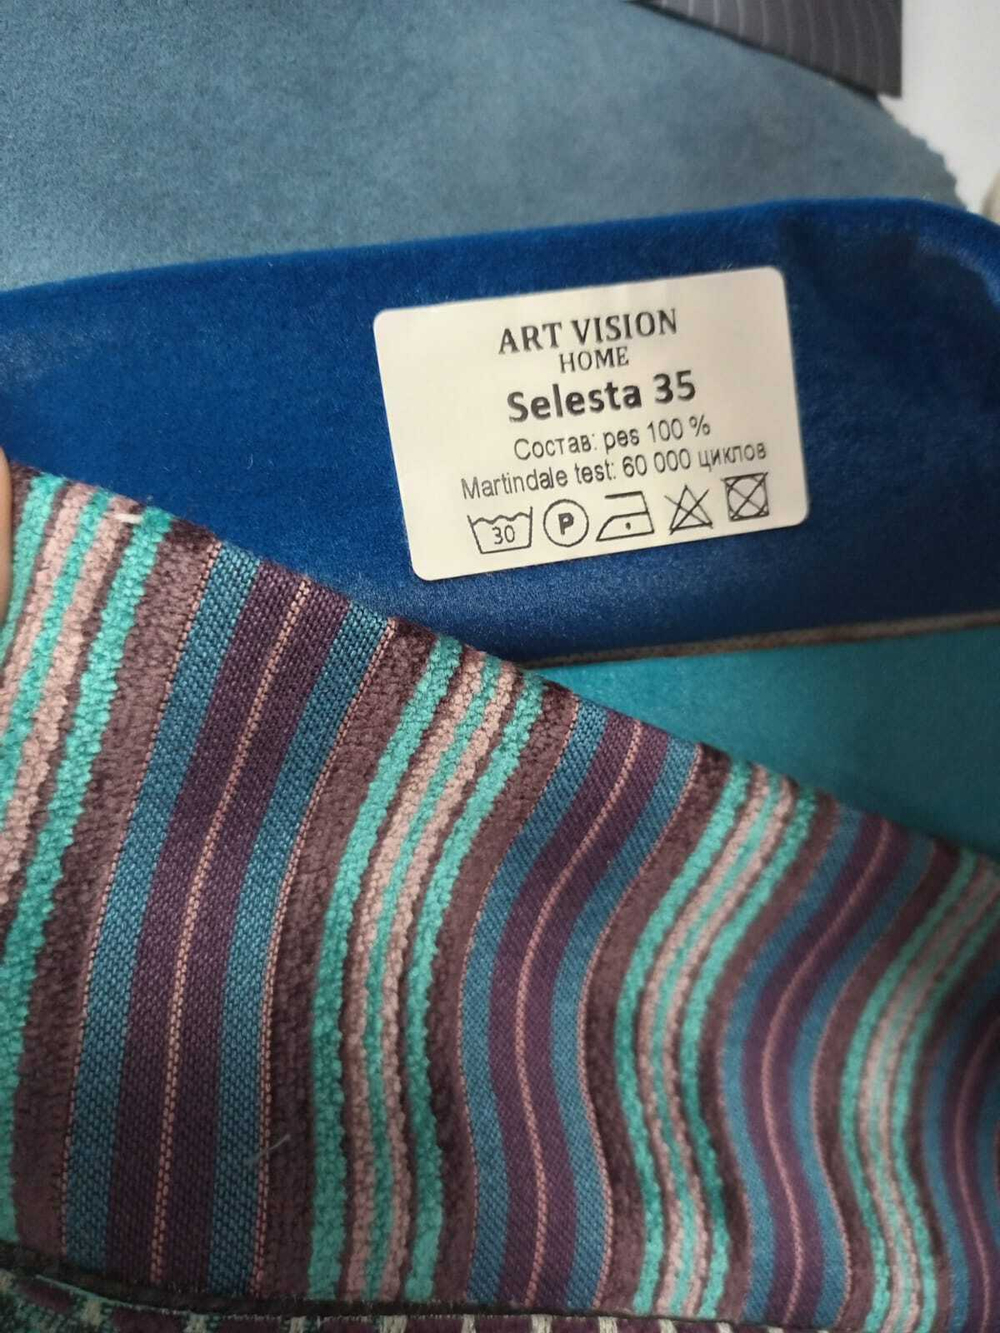 ART VISION
HOME
Selesta 35
Состав: pes 100 %
Martindale test: 60 000 циклов
30 P